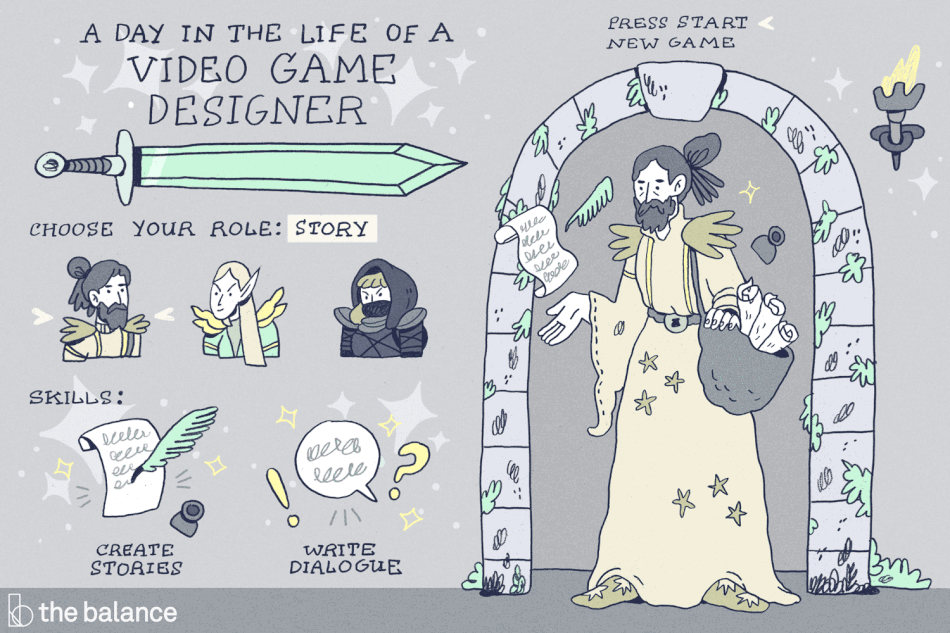 A DAY IN THE LIFE OF A
VIDEO GAME
DESIGNER
CHOOSE YOUR ROLE: STORY
SKILLS:
CREATE
STORIES
WRITE
DIALOGUE
PRESS START
NEW GAME
the balance